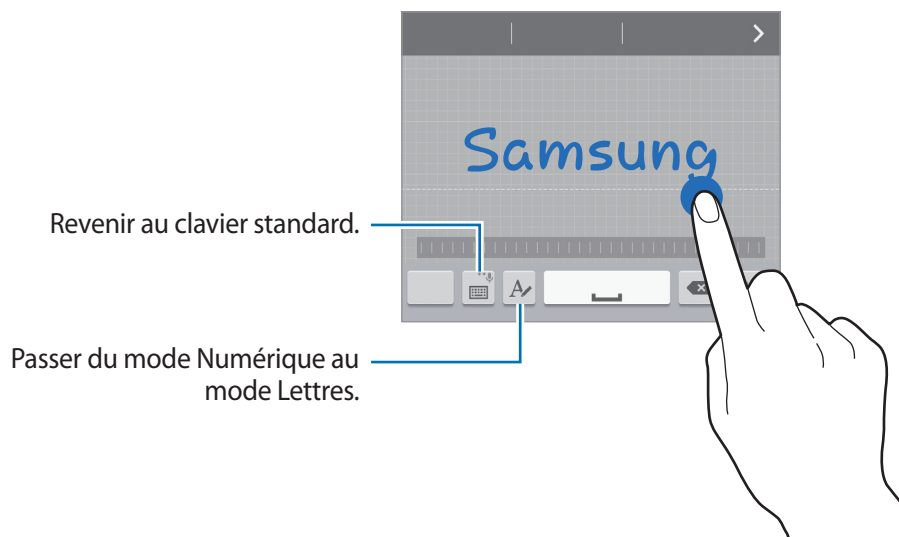 Samsung
Revenir au clavier standard.
A
Passer du mode Numérique au
mode Lettres.